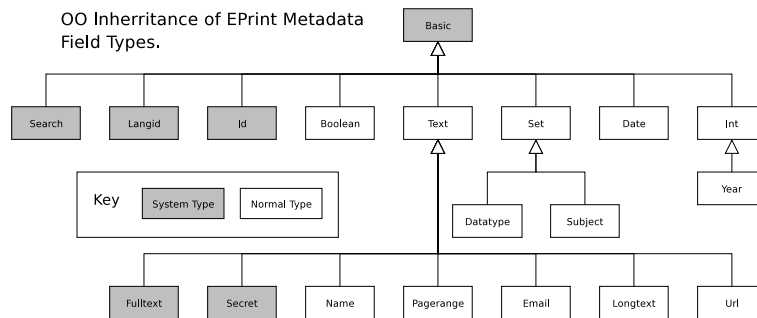 OO Inherritance of EPrint Metadata
Field Types.
Basic
Search Langid Id Boolean Text Set Date Int
Key System Type Normal Type
Datatype Subject Year
Fulltext Secret Name Pagerange Email Longtext Url